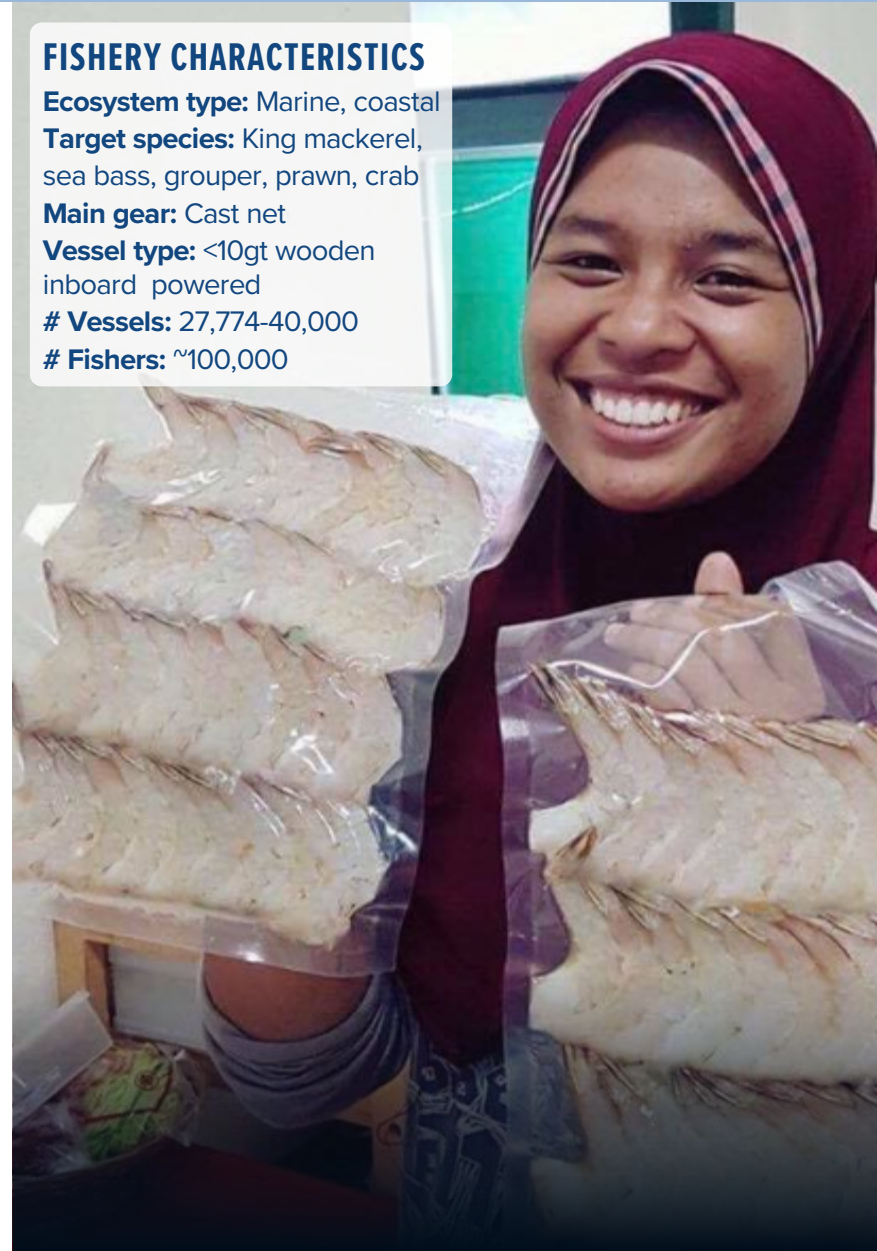 FISHERY CHARACTERISTICS
Ecosystem type: Marine, coastal
Target species: King mackerel,
sea bass, grouper, prawn, crab
Main gear: Cast net
Vessel type: <10gt wooden
inboard powered
# Vessels: 27,774-40,000
# Fishers: ~100,000